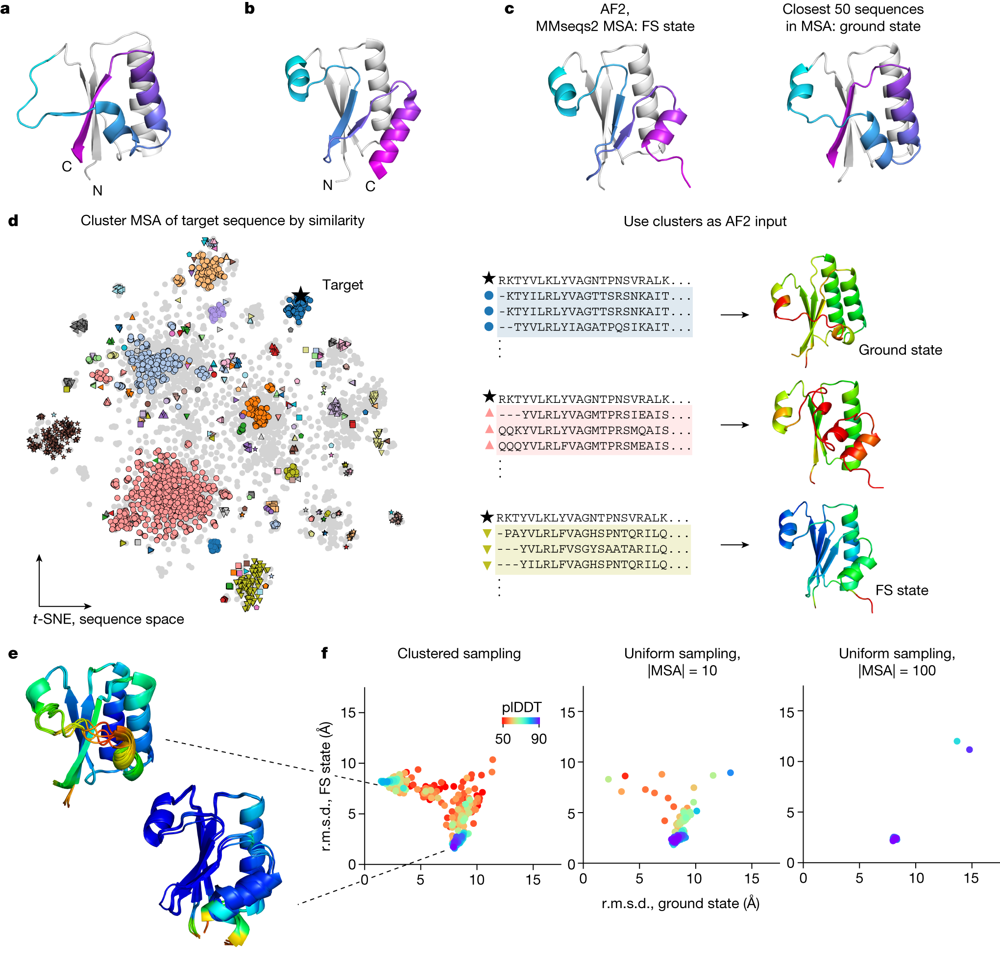 a
b
c
AF2,
MMseqs2 MSA: FS state
Closest 50 sequences
in MSA: ground state
C
N
N
C
d
Cluster MSA of target sequence by similarity
Use clusters as AF2 input
Target
RKTYVLKLYVAGNTPNSVRALK...
-KTYILRLYVAGTTSRSNKAIT...
-KTYILRLYVAGTTSRSNKAIT...
--TYVLRLYIAGATPQSIKAIT...
Ground state
RKTYVLKLYVAGNTPNSVRALK...
---YVLRLYVAGMTPRSIEAIS...
QQKYVLRLYVAGMTPRSMQAIS...
QQQYVLRLFVAGMTPRSMEAIS...
RKTYVLKLYVAGNTPNSVRALK...
-PAYVLRLFVAGHSPNTQRILQ...
---YVLRLFVSGYSAATARILQ...
---YILRLFVAGHSPNTQRILQ...
FS state
t-SNE, sequence space
e
f
Clustered sampling
Uniform sampling,
|MSA| = 10
Uniform sampling,
|MSA| = 100
plDDT
50 90
r.m.s.d., FS state (Å)
15
10
5
0
0 5 10 15
15
10
5
0
0 5 10 15
15
10
5
0
0 5 10 15
r.m.s.d., ground state (Å)